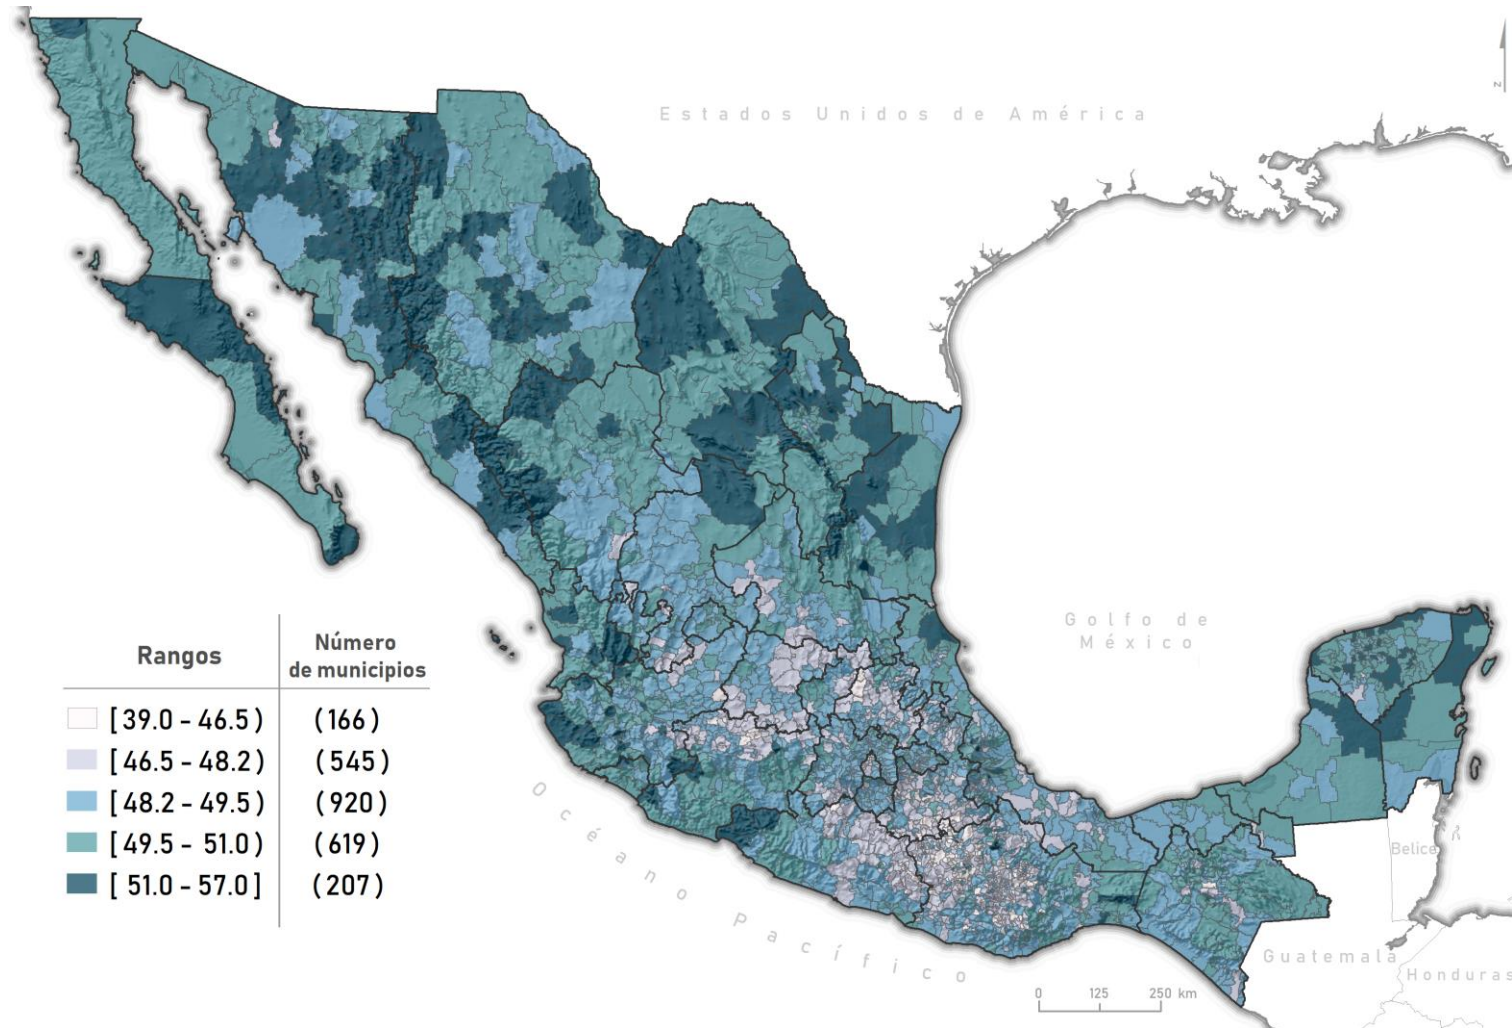 z
Estados Unidos de América
Golfo de
México
Rangos
Número
de municipios
[39.0 - 46.5)
(166)
[46.5 - 48.2)
(545)
[48.2 - 49.5)
(920)
[49.5 - 51.0)
(619)
[51.0 - 57.0]
(207)
Océano Pacífico
Belice
Guatemala
Honduras
0 125 250 km